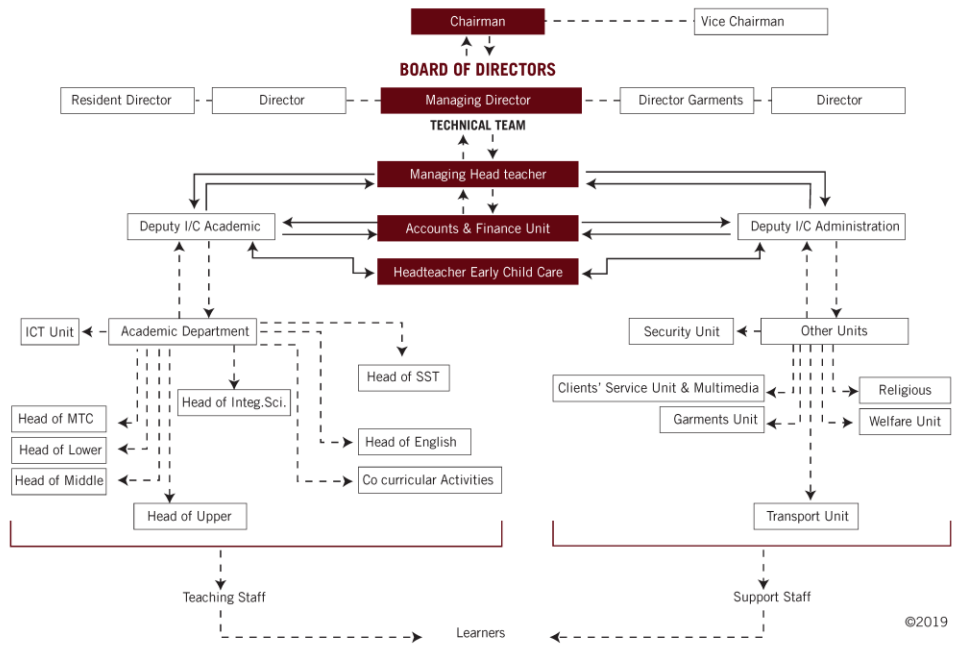 Chairman
Vice Chairman
BOARD OF DIRECTORS
Resident Director
Director
Managing Director
Director Garments
Director
TECHNICAL TEAM
Managing Head teacher
Deputy I/C Academic
Accounts & Finance Unit
Deputy I/C Administration
Headteacher Early Child Care
ICT Unit
Academic Department
Security Unit
Other Units
Head of SST
Clients' Service Unit & Multimedia
Religious
Head of Integ.Sci.
Head of MTC
Garments Unit
Welfare Unit
Head of Lower
Head of English
Head of Middle
Co curricular Activities
Head of Upper
Transport Unit
Teaching Staff
Support Staff
Learners
©2019